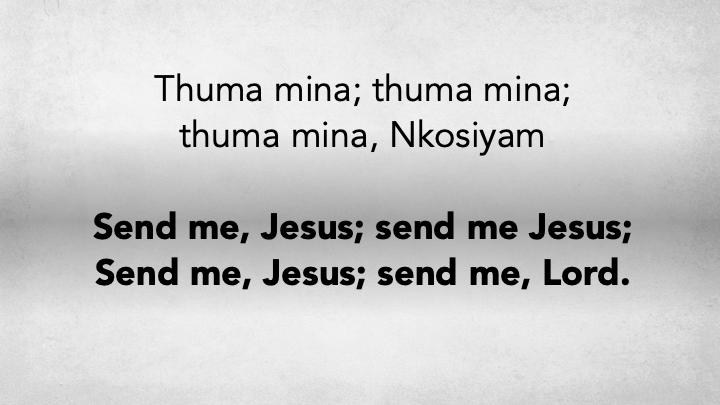 Thuma mina; thuma mina;
thuma mina, Nkosiyam
Send me, Jesus; send me Jesus;
Send me, Jesus; send me, Lord.